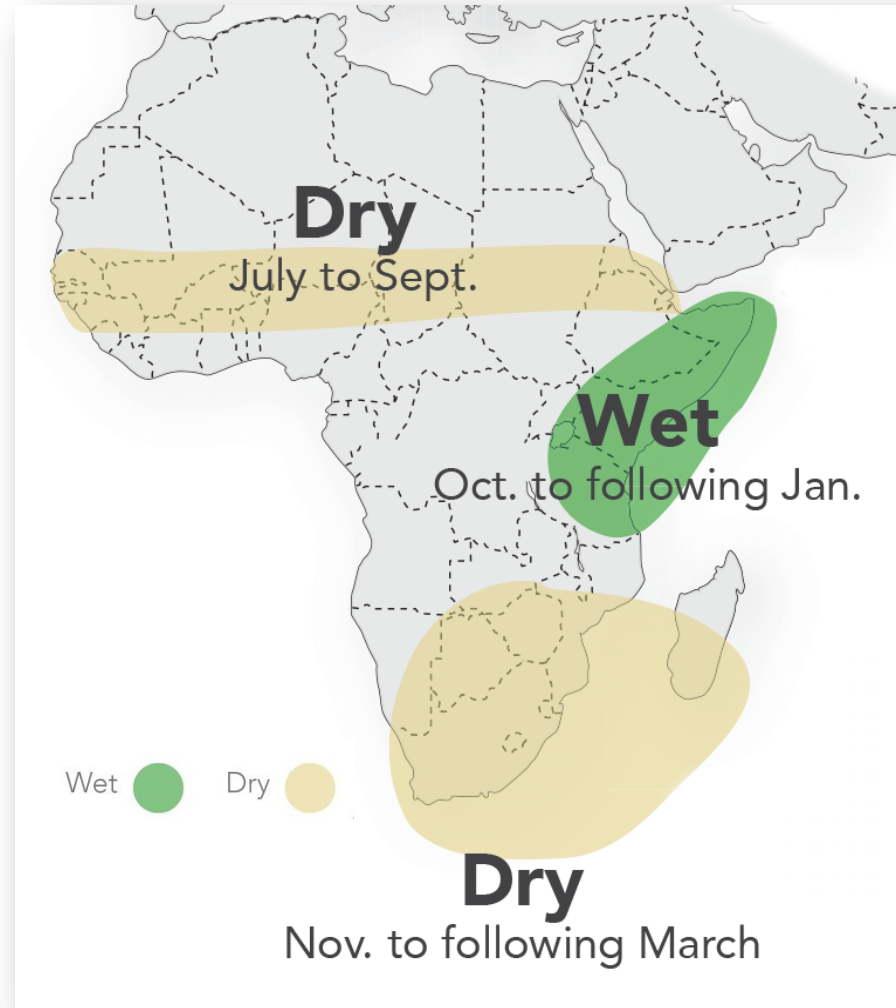 Dry
July to Sept.
Wet
Oct. to following Jan.
Wet
Dry
Dry
Nov. to following March